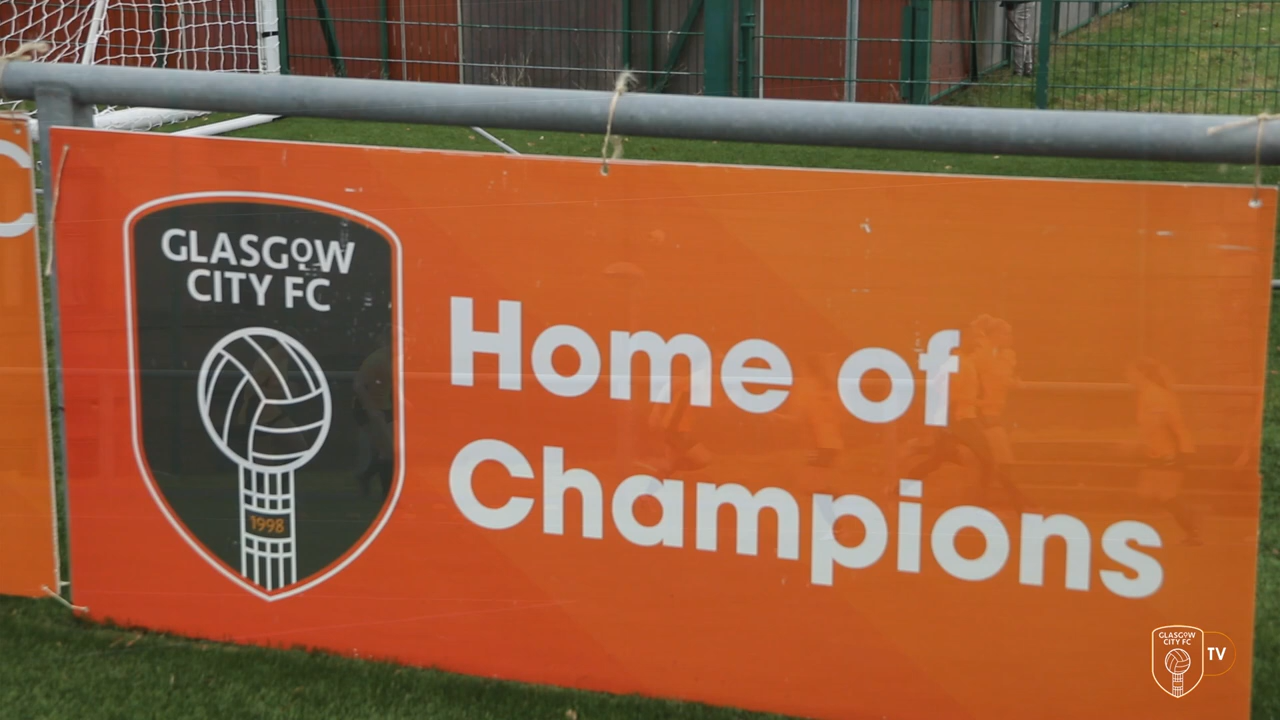 C
GLASGOW
CITY FC
1998
Home of
Champions
GLASGOW
CITY FC
TV